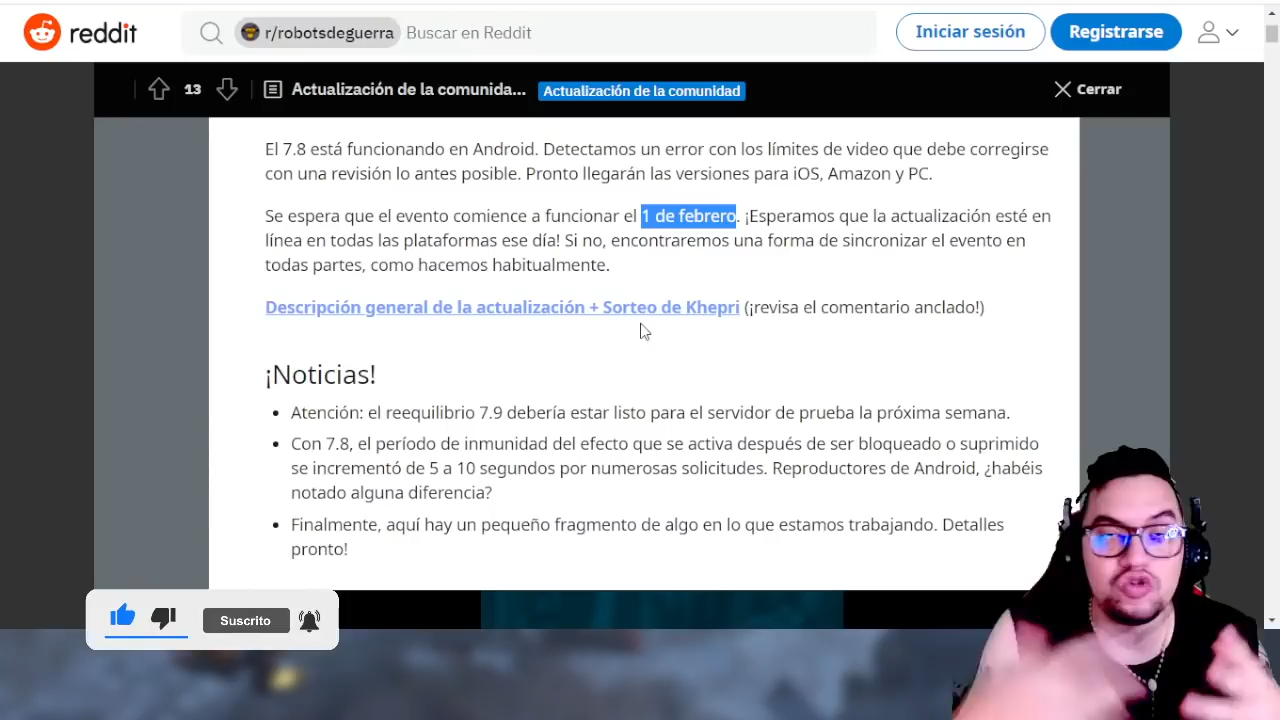 reddit
r/robotsdeguerra
Buscar en Reddit
Iniciar sesión
Registrarse
13
Actualización de la comunida...
Actualización de la comunidad
Cerrar
El 7.8 está funcionando en Android. Detectamos un error con los límites de video que debe corregirse
con una revisión lo antes posible. Pronto llegarán las versiones para iOS, Amazon y PC.
Se espera que el evento comience a funcionar el 1 de febrero. ¡Esperamos que la actualización esté en
línea en todas las plataformas ese día! Si no, encontraremos una forma de sincronizar el evento en
todas partes, como hacemos habitualmente.
Descripción general de la actualización + Sorteo de Khepri (¡revisa el comentario anclado!)
¡Noticias!
• Atención: el reequilibrio 7.9 debería estar listo para el servidor de prueba la próxima semana.
• Con 7.8, el período de inmunidad del efecto que se activa después de ser bloqueado o suprimido
se incrementó de 5 a 10 segundos por numerosas solicitudes. Reproductores de Android, ¿habéis
notado alguna diferencia?
• Finalmente, aquí hay un pequeño fragmento de algo en lo que estamos trabajando. Detalles
pronto!
Suscrito